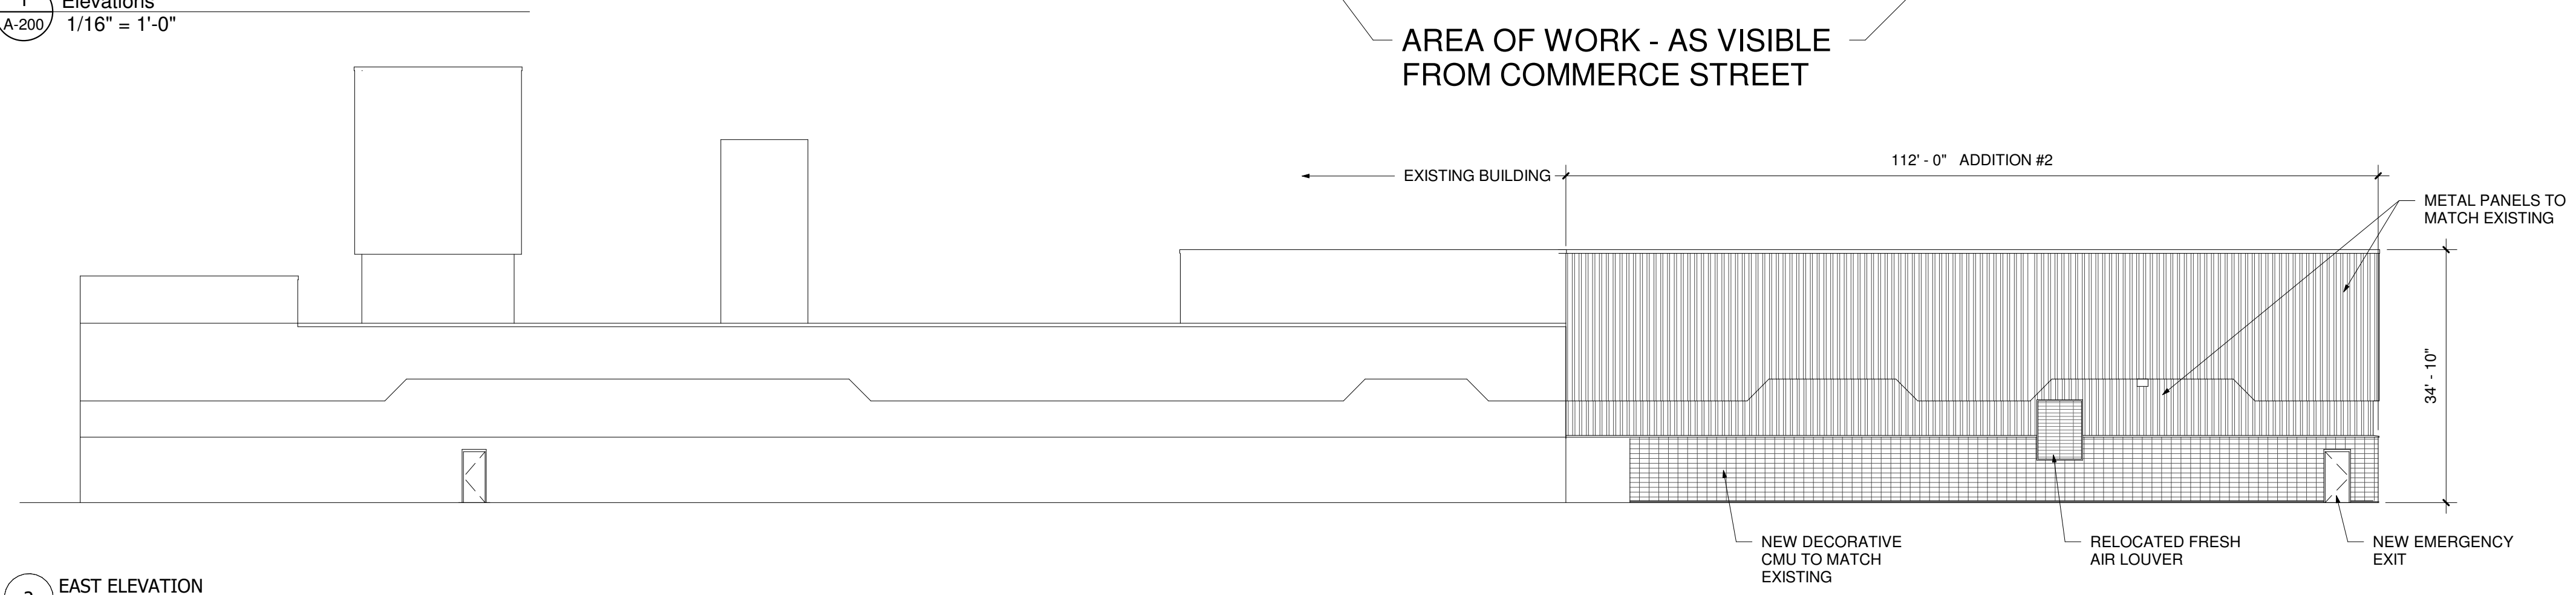 Elevations
A-200
1/16" = 1'-0"
AREA OF WORK - AS VISIBLE
FROM COMMERCE STREET
112' - 0" ADDITION #2
EXISTING BUILDING
METAL PANELS TO
MATCH EXISTING
34' - 10"
NEW DECORATIVE
CMU TO MATCH
EXISTING
RELOCATED FRESH
AIR LOUVER
NEW EMERGENCY
EXIT
EAST ELEVATION